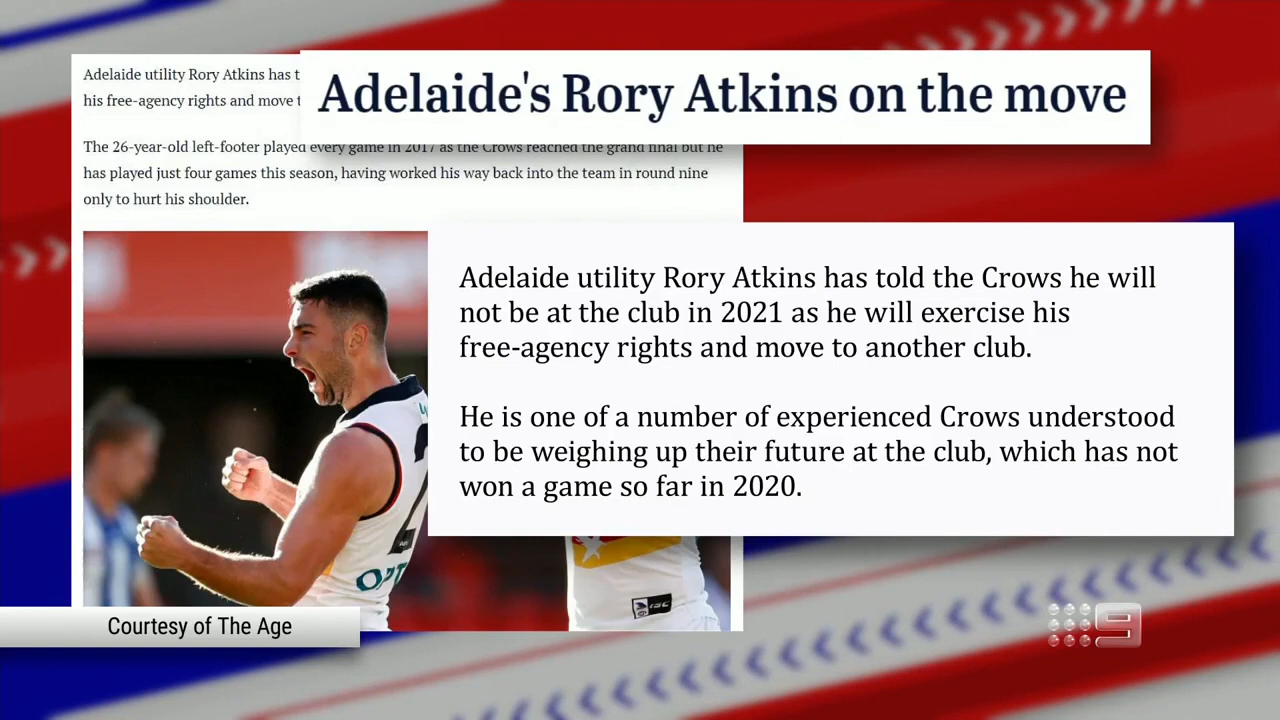 Adelaide's Rory Atkins on the move
Adelaide utility Rory Atkins has t
his free-agency rights and move t
The 26-year-old left-footer played every game in 2017 as the Crows reached the grand final but he
has played just four games this season, having worked his way back into the team in round nine
only to hurt his shoulder.
Adelaide utility Rory Atkins has told the Crows he will
not be at the club in 2021 as he will exercise his
free-agency rights and move to another club.
He is one of a number of experienced Crows understood
to be weighing up their future at the club, which has not
won a game so far in 2020.
OPT
ISC
Courtesy of The Age
9